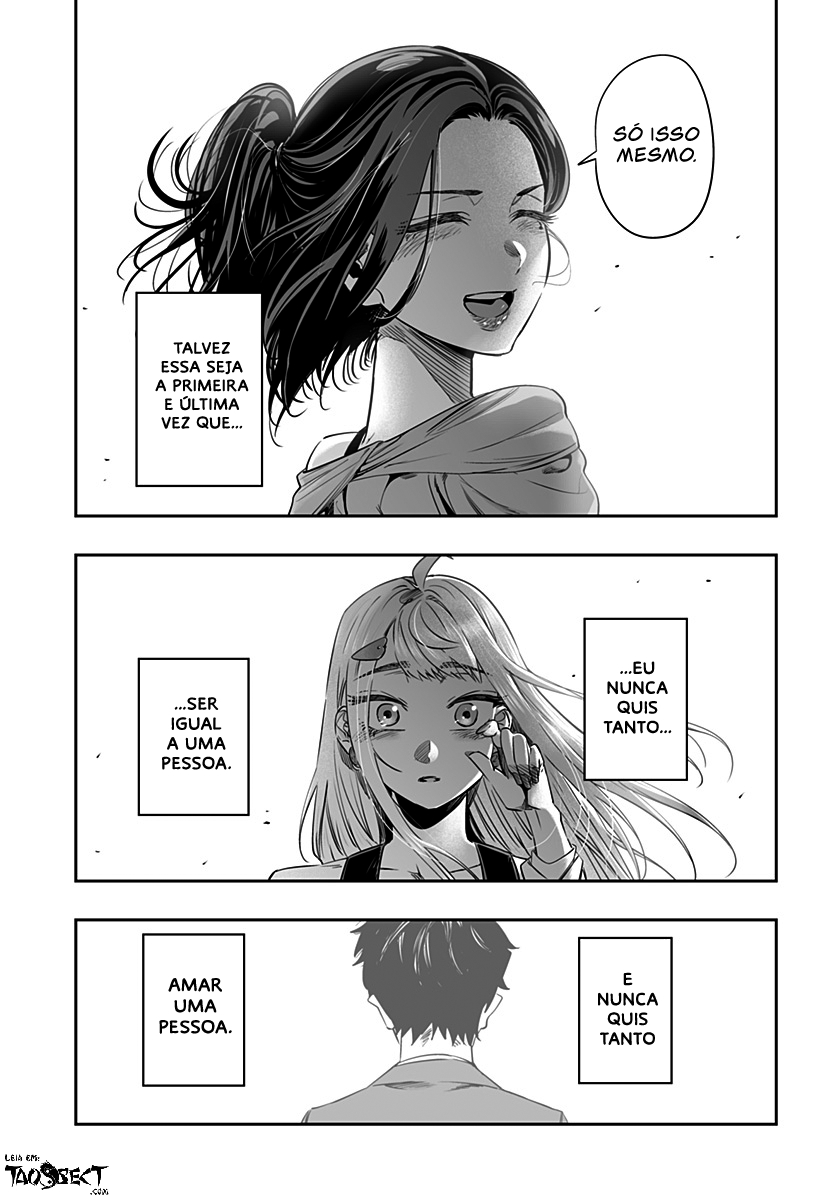 SÓ ISSO
MESMO.
TALVEZ
ESSA SEJA
A PRIMEIRA
E ÚLTIMA
VEZ QUE...
...EU
NUNCA
QUIS
TANTO...
...SER
IGUAL
A UMA
PESSOA.
E
NUNCA
QUIS
TANTO
AMAR
UMA
PESSOA.
LEIA EM:
TAOSECT
.COM